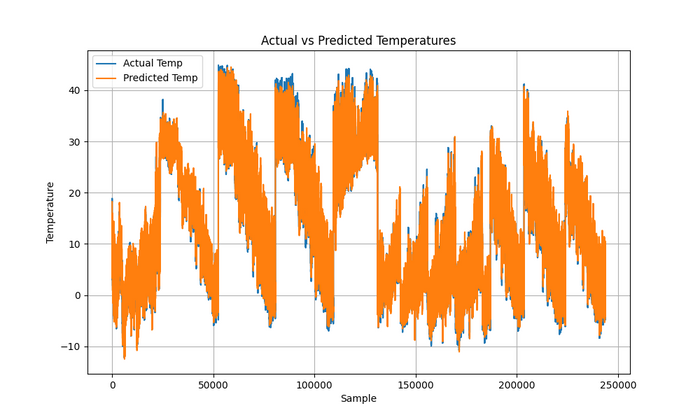 Actual vs Predicted Temperatures
Actual Temp
Predicted Temp
Temperature
40
30
20
10
0
−10
0
50000
100000
150000
200000
250000
Sample